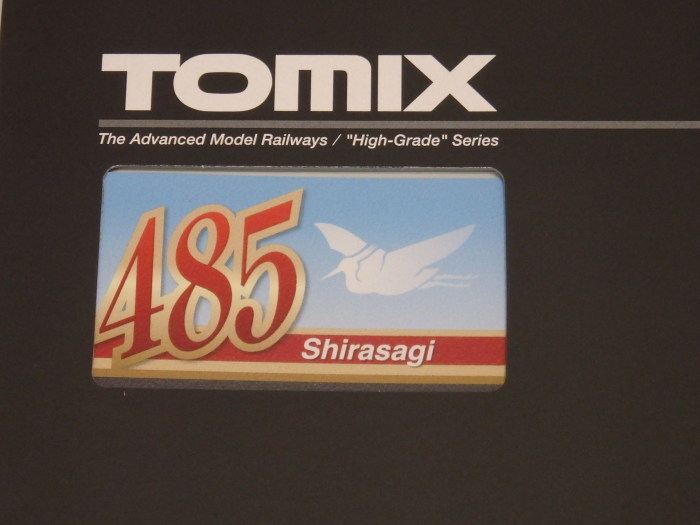 TOMIX
The Advanced Model Railways / "High-Grade" Series
485
Shirasagi